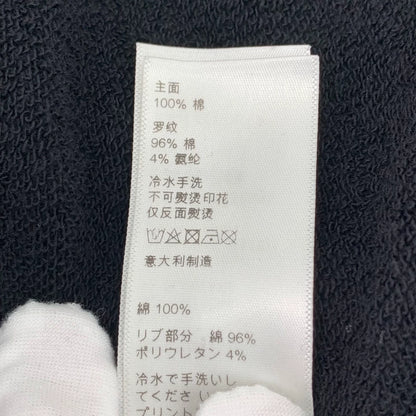 主面
100% 棉
罗纹
96% 棉
4% 氨纶
冷水手洗
不可熨烫印花
仅反面熨烫
意大利制造
綿 100%
リブ部分 綿 96%
ポリウレタン 4%
冷水で手洗いし
てください
プリント